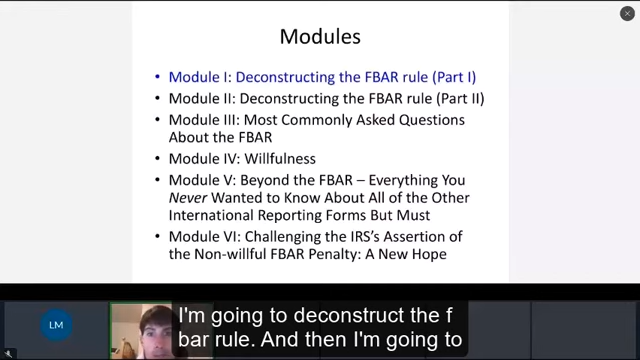 Modules
• Module I: Deconstructing the FBAR rule (Part I)
• Module II: Deconstructing the FBAR rule (Part II)
• Module III: Most Commonly Asked Questions
About the FBAR
• Module IV: Willfulness
• Module V: Beyond the FBAR – Everything You
Never Wanted to Know About All of the Other
International Reporting Forms But Must
• Module VI: Challenging the IRS's Assertion of
the Non-willful FBAR Penalty: A New Hope
LM
I'm going to deconstruct the f
bar rule. And then I'm going to